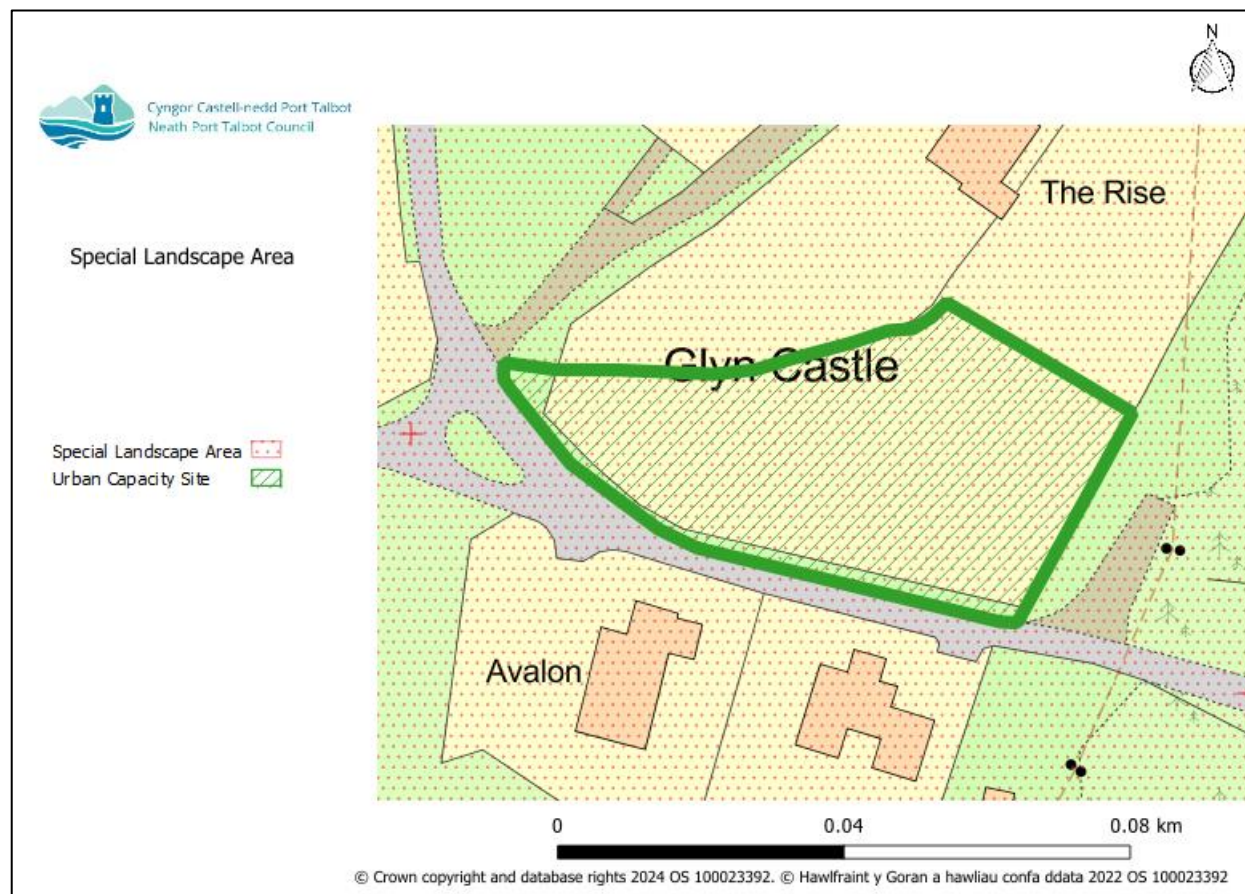 N
Cyngor Castell-nedd Port Talbot
Neath Port Talbot Council
Special Landscape Area
Special Landscape Area
Urban Capacity Site
The Rise
Glyn Castle
Avalon
0 0.04 0.08 km
© Crown copyright and database rights 2024 OS 100023392. © Hawlfraint y Goran a hawliau confa ddata 2022 OS 100023392